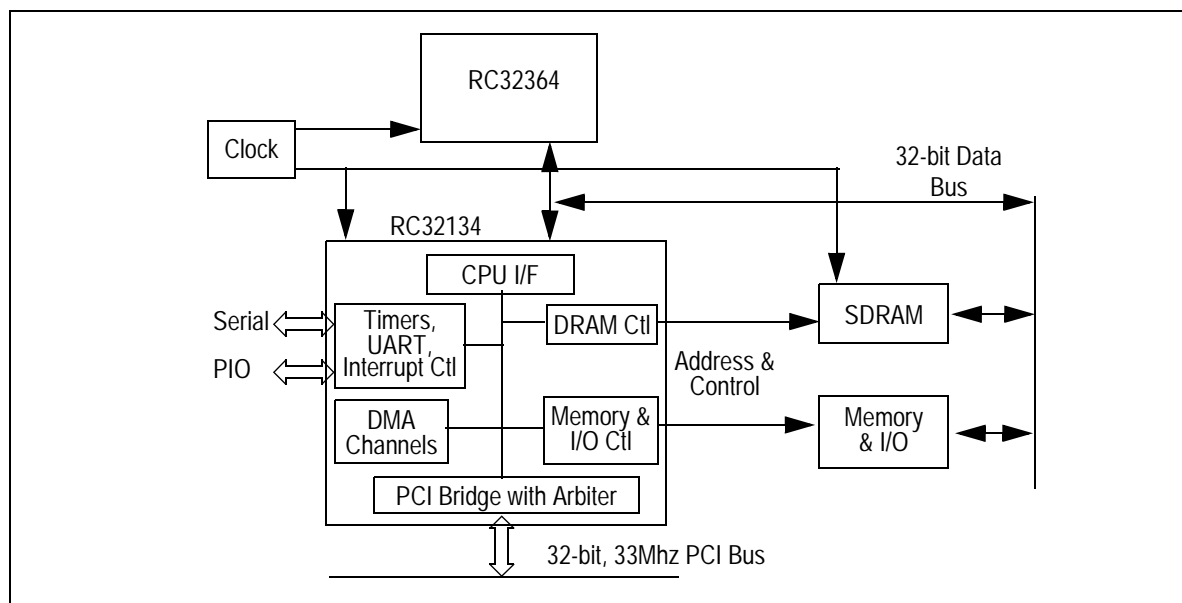 RC32364
Clock
32-bit Data
Bus
RC32134
CPU I/F
Serial
PIO
Timers,
UART,
Interrupt Ctl
DRAM Ctl
SDRAM
Address &
Control
DMA
Channels
Memory &
I/O Ctl
Memory
& I/O
PCI Bridge with Arbiter
32-bit, 33Mhz PCI Bus